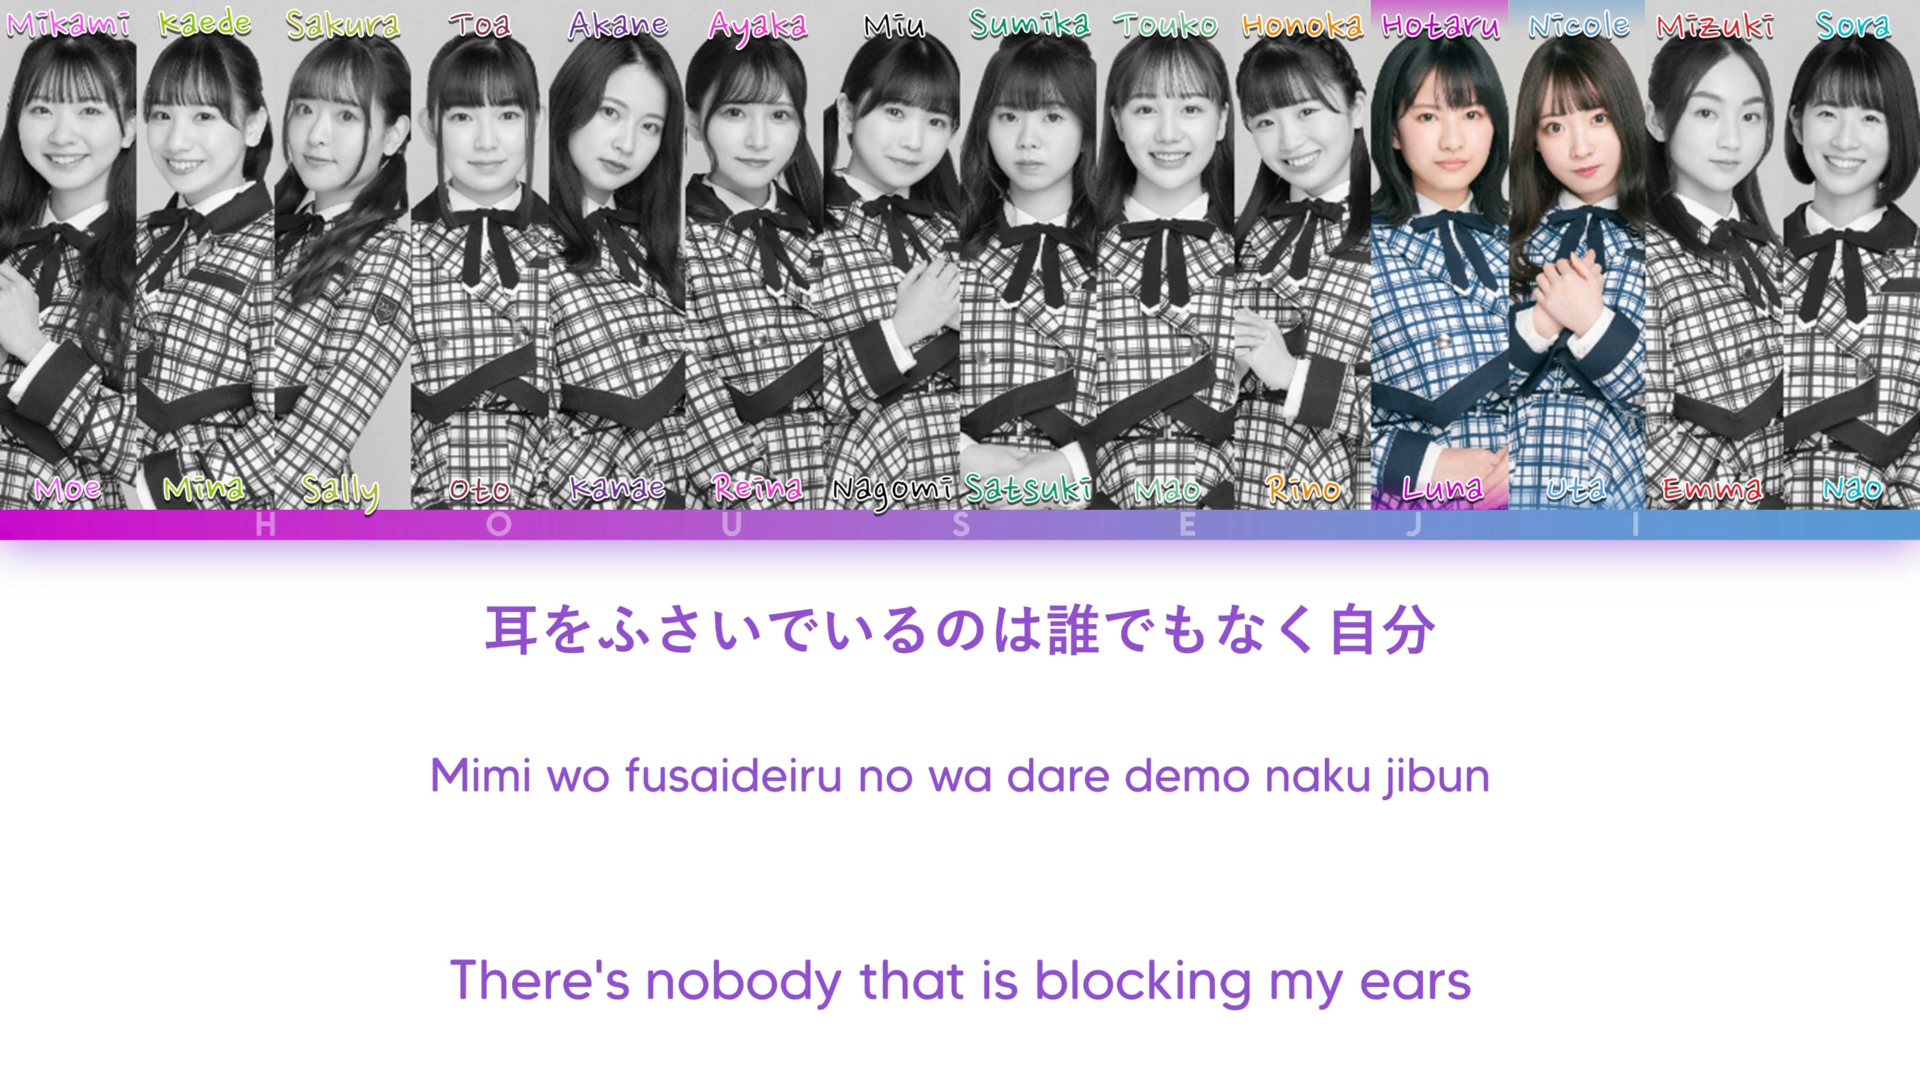 Mikami Kaede Sakura Toa Akane Ayaka Miu Sumika Touko Honoka Hotaru Nicole Mizuki Sora
Moe Mina Sally Oto Kanae Reina Nagomi Satsuki Mao Rino Luna Uta Emma Nao
H O U S E J I
耳をふさいでいるのは誰でもなく自分
Mimi wo fusaideiru no wa dare demo naku jibun
There's nobody that is blocking my ears